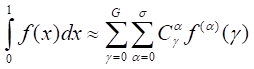 ∫₀¹ f(x)dx ≈ ∑_{γ=0}^{G} ∑_{α=0}^{σ} C_γ^α f^{(α)}(γ)